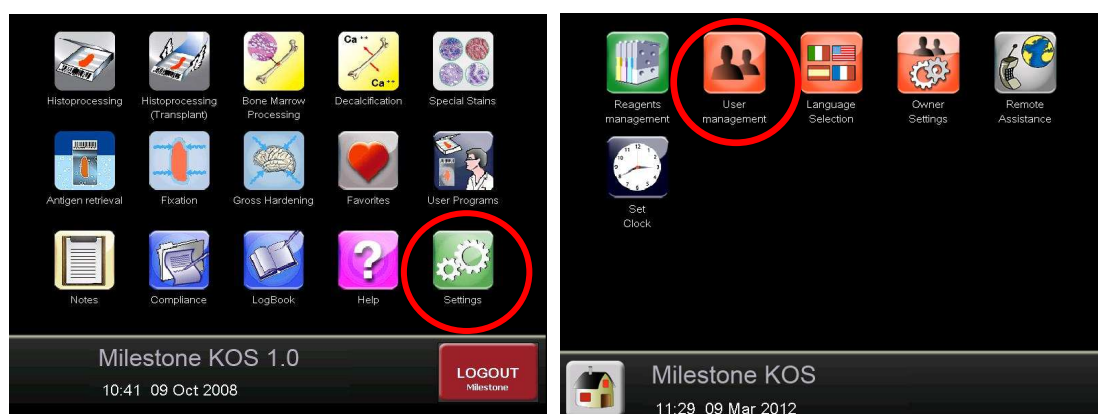 Histoprocessing
Histoprocessing
(Transplant)
Bone Marrow
Processing
Ca ++
Ca ++
Decalcification
Special Stains
Antigen retrieval
Fixation
Gross Hardening
Favorites
User Programs
Notes
Compliance
LogBook
?
Help
Settings
Milestone KOS 1.0
10:41 09 Oct 2008
LOGOUT
Milestone
Reagents
management
User
management
Language
Selection
Owner
Settings
Remote
Assistance
Set
Clock
Milestone KOS
11:29 09 Mar 2012